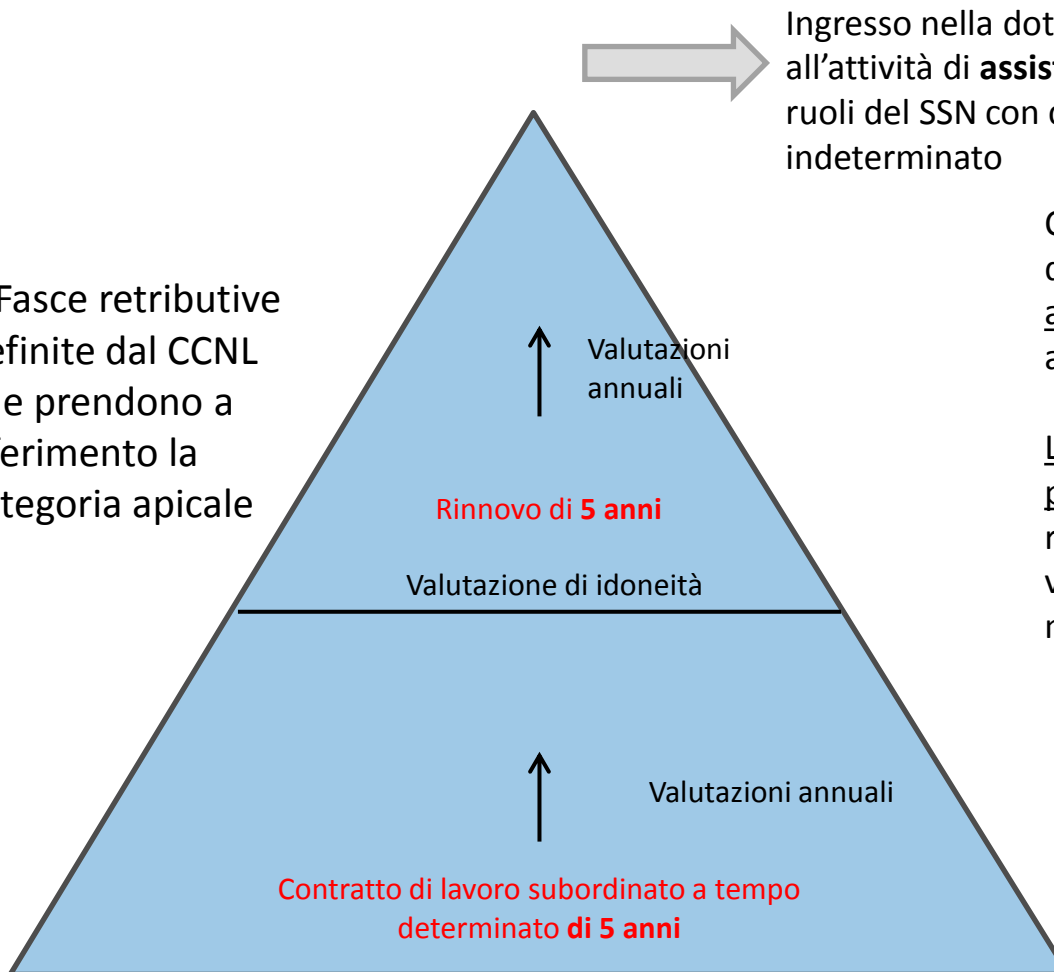 Ingresso nella dot
all’attività di assist
ruoli del SSN con
indeterminato
Fasce retributive
efinite dal CCNL
e prendono a
ferimento la
tegoria apicale
Valutazioni
annuali
Rinnovo di 5 anni
Valutazione di idoneità
Valutazioni annuali
Contratto di lavoro subordinato a tempo
determinato di 5 anni